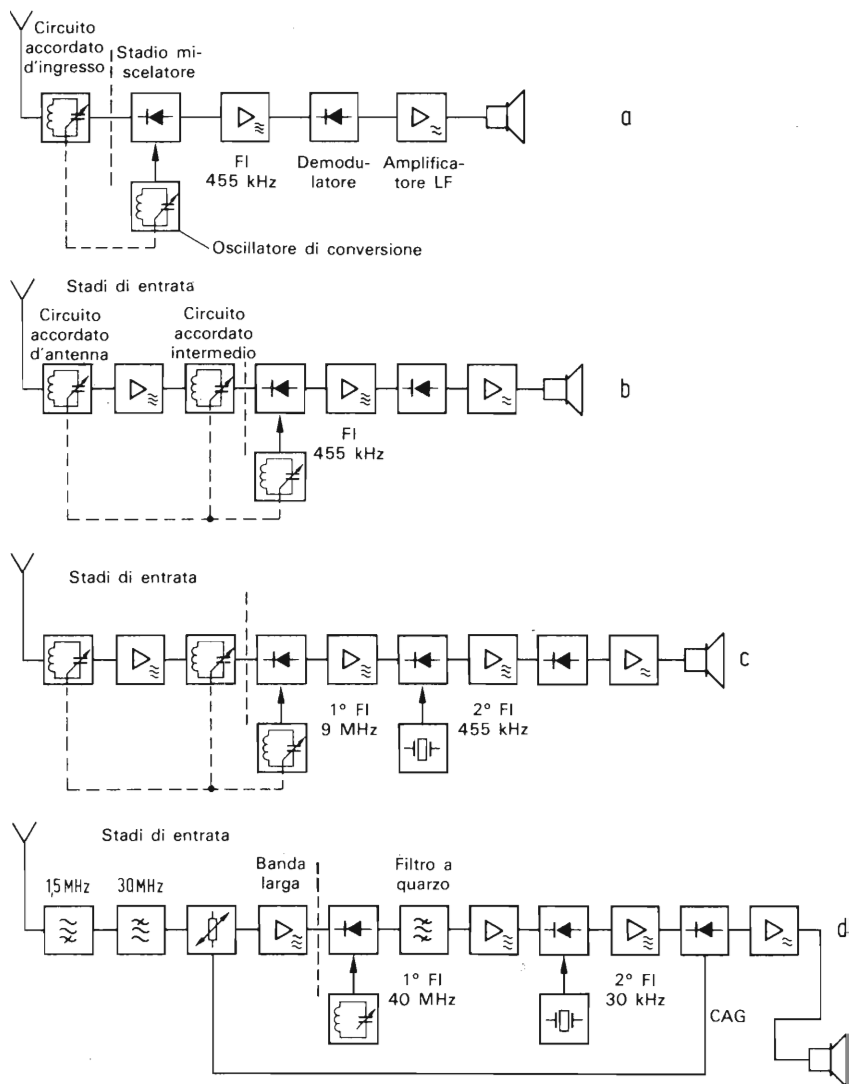 Circuito
accordato
d'ingresso
Stadio mi-
scelatore
FI
455 kHz
Demodu-
latore
Amplifica-
tore LF
a
Oscillatore di conversione
Stadi di entrata
Circuito
accordato
d'antenna
Circuito
accordato
intermedio
FI
455 kHz
b
Stadi di entrata
1° FI
9 MHz
2° FI
455 kHz
c
Stadi di entrata
1,5 MHz
30 MHz
Banda
larga
Filtro a
quarzo
d
1° FI
40 MHz
2° FI
30 kHz
CAG